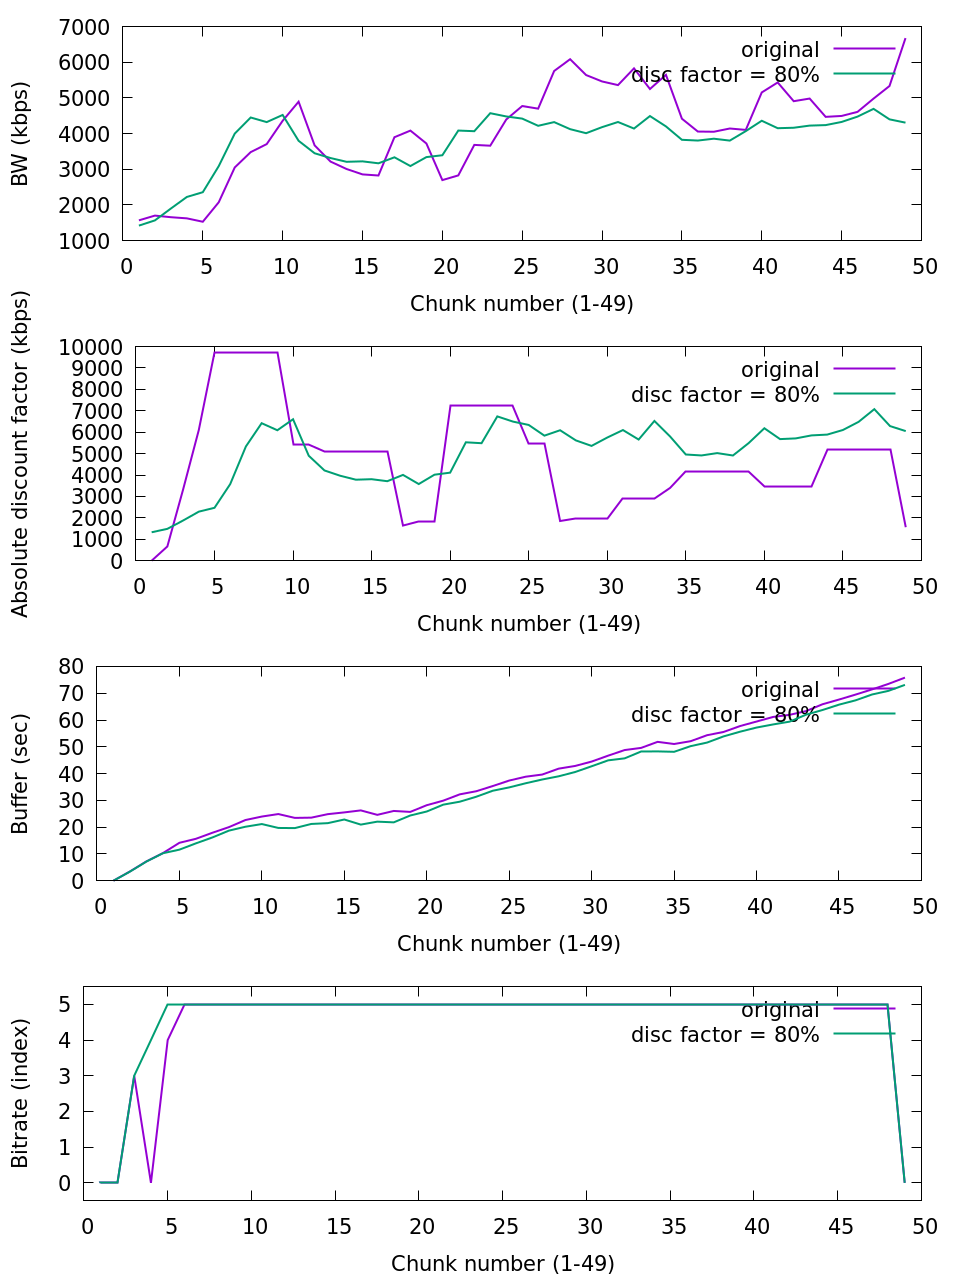 7000
6000
5000
4000
3000
2000
1000
BW (kbps)
original
disc factor = 80%
0 5 10 15 20 25 30 35 40 45 50
Chunk number (1-49)
10000
9000
8000
7000
6000
5000
4000
3000
2000
1000
0
Absolute discount factor (kbps)
original
disc factor = 80%
0 5 10 15 20 25 30 35 40 45 50
Chunk number (1-49)
80
70
60
50
40
30
20
10
0
Buffer (sec)
original
disc factor = 80%
0 5 10 15 20 25 30 35 40 45 50
Chunk number (1-49)
5
4
3
2
1
0
Bitrate (index)
original
disc factor = 80%
0 5 10 15 20 25 30 35 40 45 50
Chunk number (1-49)